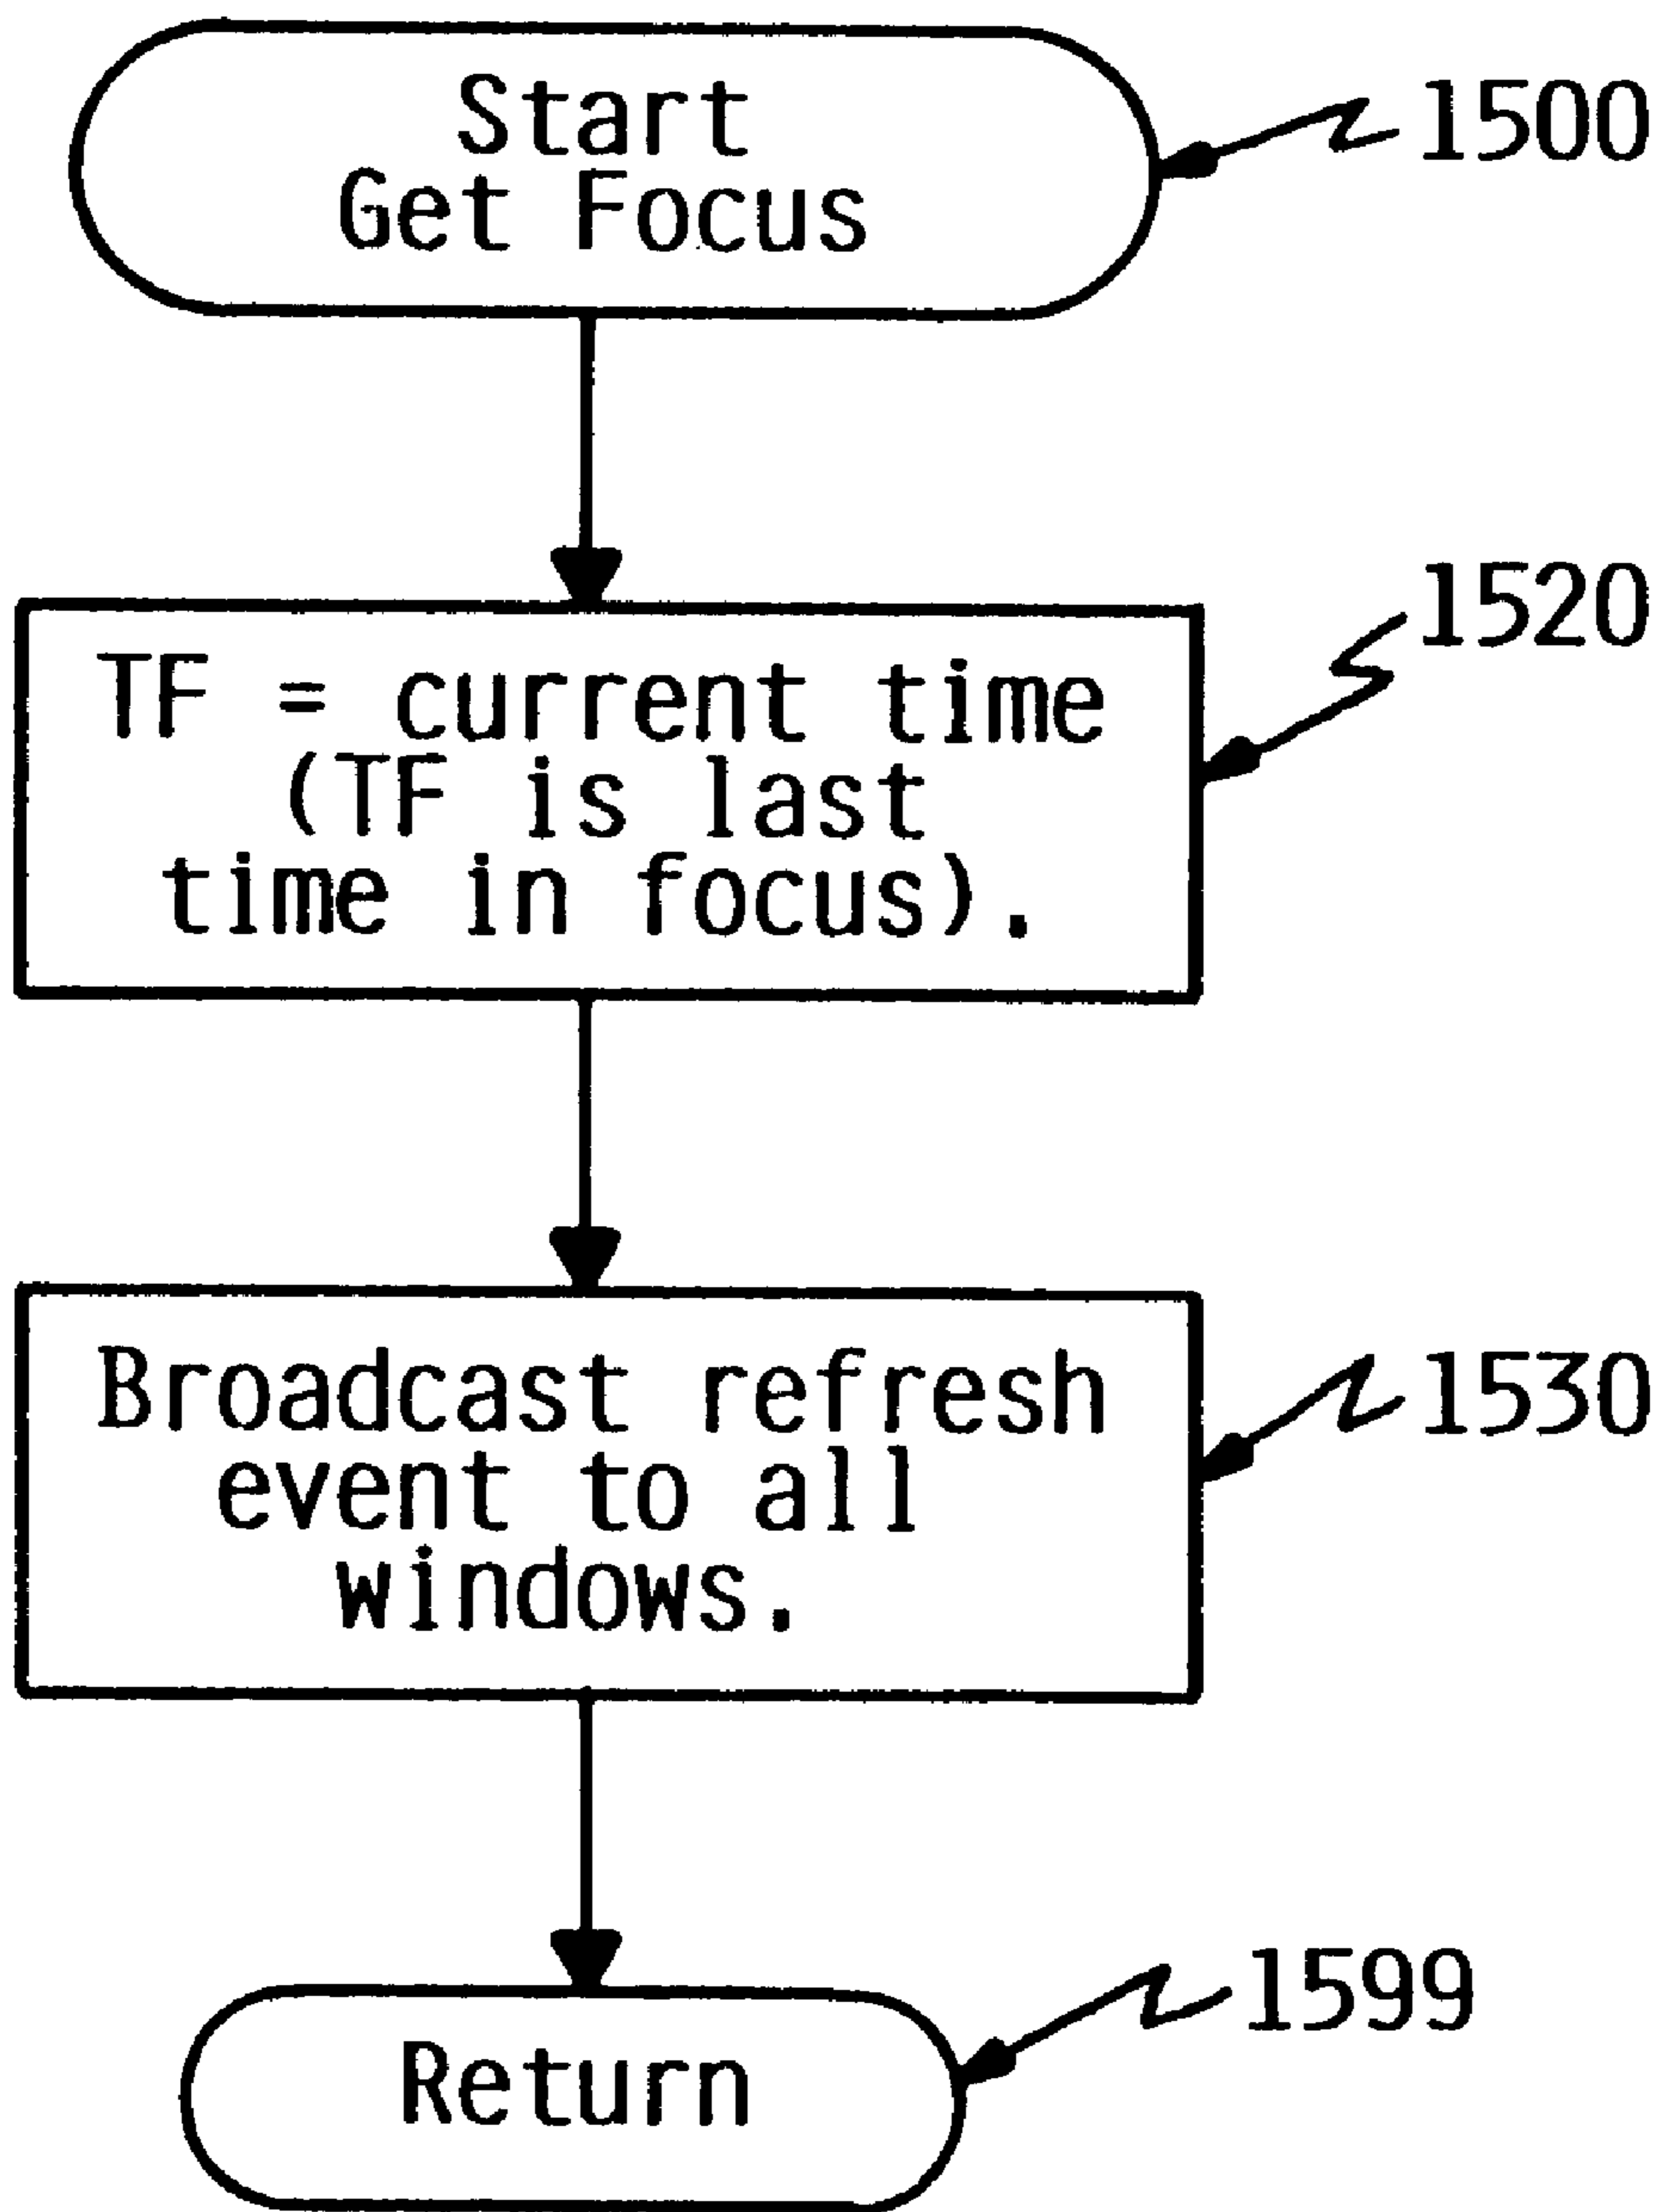 Start
Get Focus
1500
TF = current time
(TF is last
time in focus).
1520
Broadcast refresh
event to all
windows.
1530
Return
1599